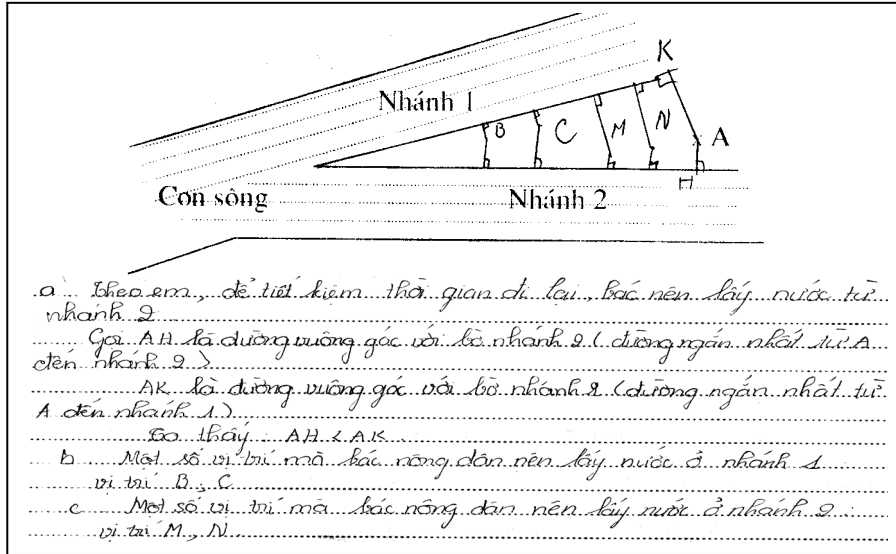 K
Nhánh 1
B
C
M
N
A
H
Con sông
Nhánh 2
a Theo em, để tiết kiệm thời gian đi lại, bác nên lấy nước từ
nhánh 2
Gọi AH là đường vuông góc với bờ nhánh 2 (đường ngắn nhất từ A
đến nhánh 2)
AK là đường vuông góc với bờ nhánh 1 (đường ngắn nhất từ
A đến nhánh 1)
Đo thấy: AH < AK
b Một số vị trí mà bác nông dân nên lấy nước ở nhánh 1
vị trí B, C
c Một số vị trí mà bác nông dân nên lấy nước ở nhánh 2
vị trí M, N